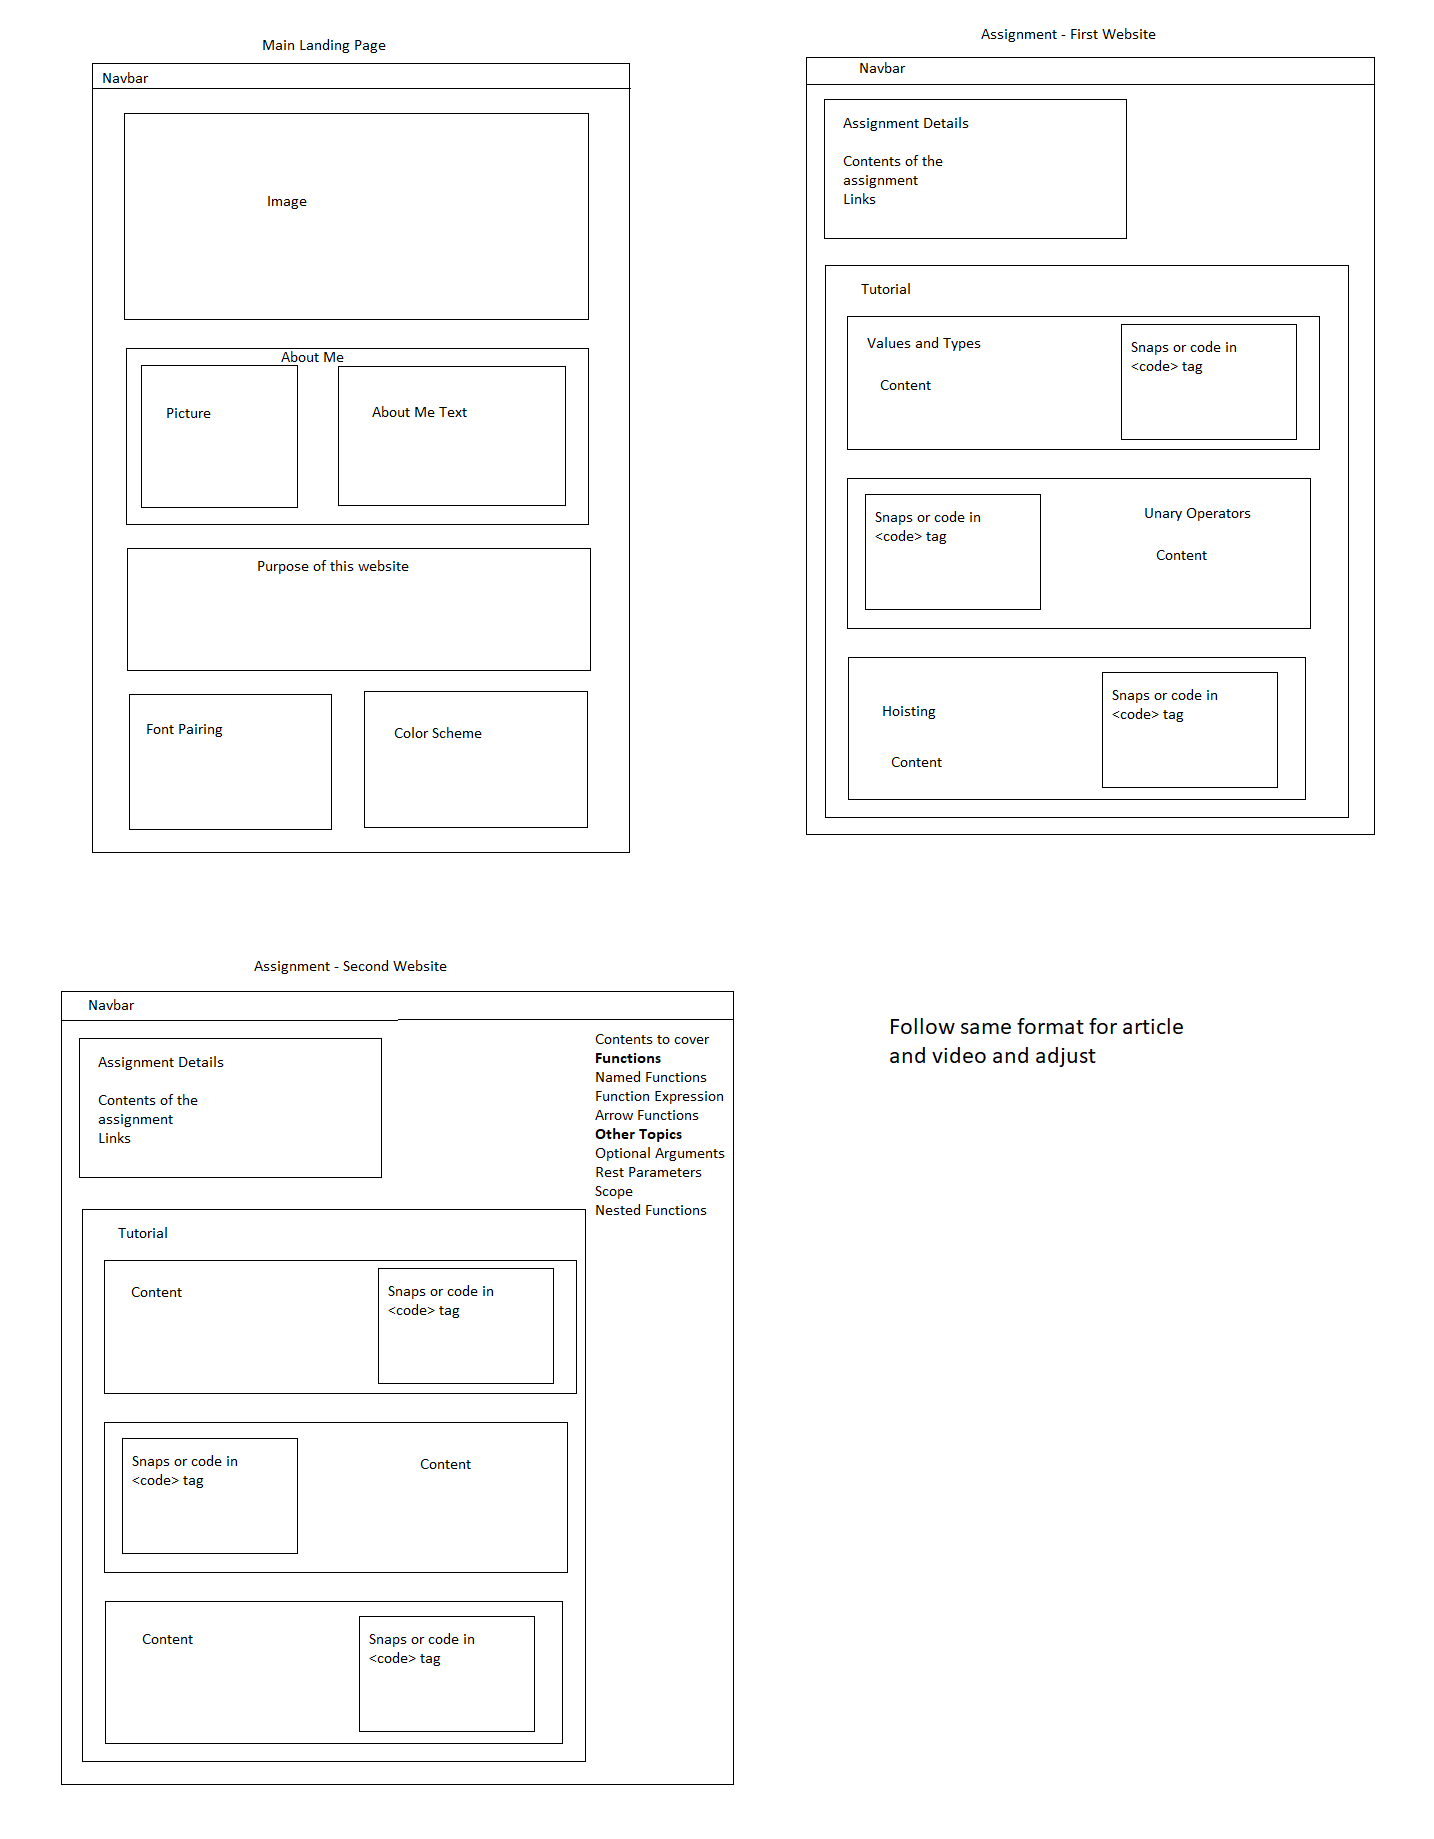 Main Landing Page
Navbar
Image
About Me
Picture
About Me Text
Purpose of this website
Font Pairing
Color Scheme
Assignment - First Website
Navbar
Assignment Details
Contents of the
assignment
Links
Tutorial
Values and Types
Content
Snaps or code in
<code> tag
Snaps or code in
<code> tag
Unary Operators
Content
Hoisting
Content
Snaps or code in
<code> tag
Assignment - Second Website
Navbar
Assignment Details
Contents of the
assignment
Links
Contents to cover
Functions
Named Functions
Function Expression
Arrow Functions
Other Topics
Optional Arguments
Rest Parameters
Scope
Nested Functions
Tutorial
Content
Snaps or code in
<code> tag
Snaps or code in
<code> tag
Content
Content
Snaps or code in
<code> tag
Follow same format for article
and video and adjust